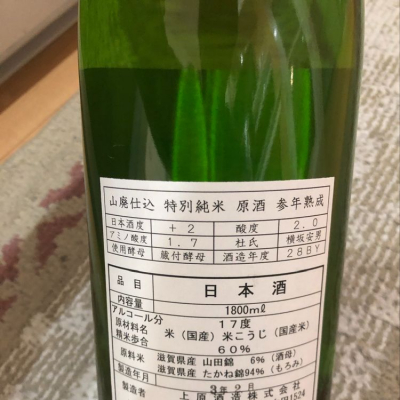 山廃仕込 特別純米 原酒 参年熟成
日本酒度 +2 酸度 2.0
アミノ酸度 1.7 杜氏 横坂安男
使用酵母 蔵付酵母 酒造年度 28BY
品目 日本酒
内容量 1800ml
アルコール分 17度
原材料名 米(国産)米こうじ(国産米)
精米歩合 60%
原料米 滋賀県産 山田錦 6%(酒母)
滋賀県産 たかね錦94%(もろみ)
製造年月 3年9月
製造者 上原酒造株式会社